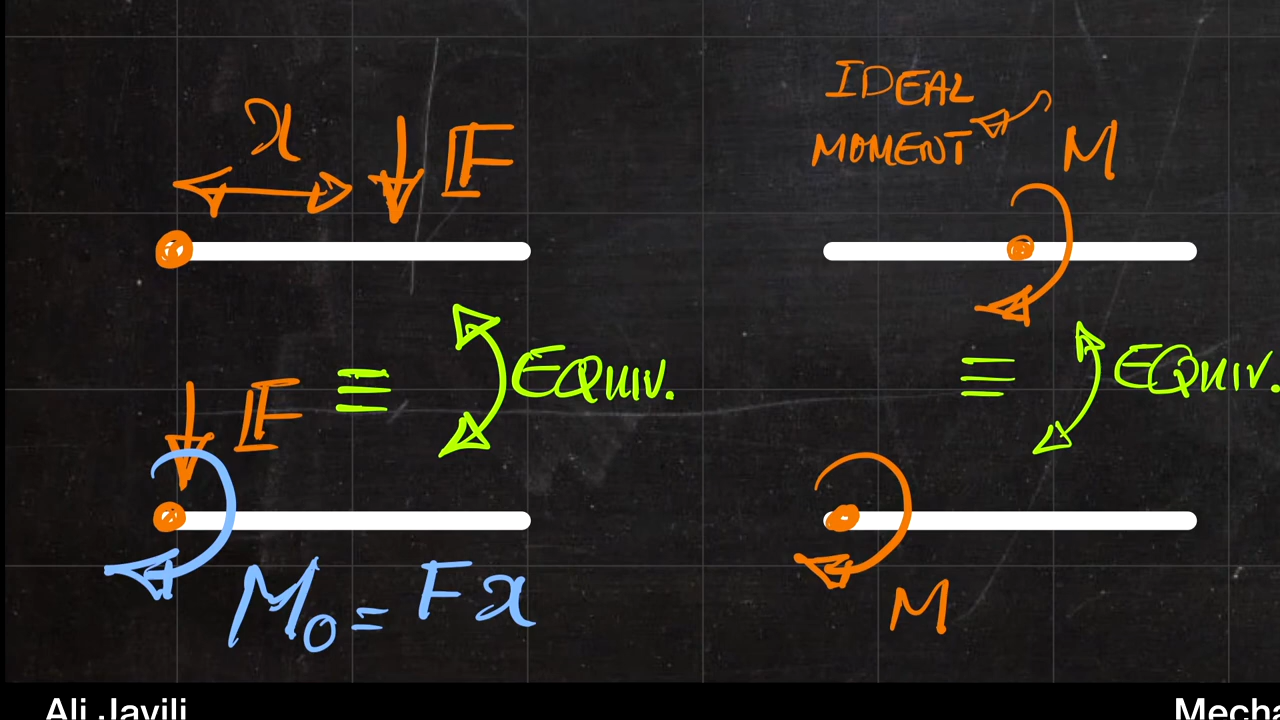 x
𝔽
IDEAL
MOMENT
M
≡
EQUIV.
𝔽
≡
EQUIV.
M₀ = Fx
M
Ali Javili
Mecha